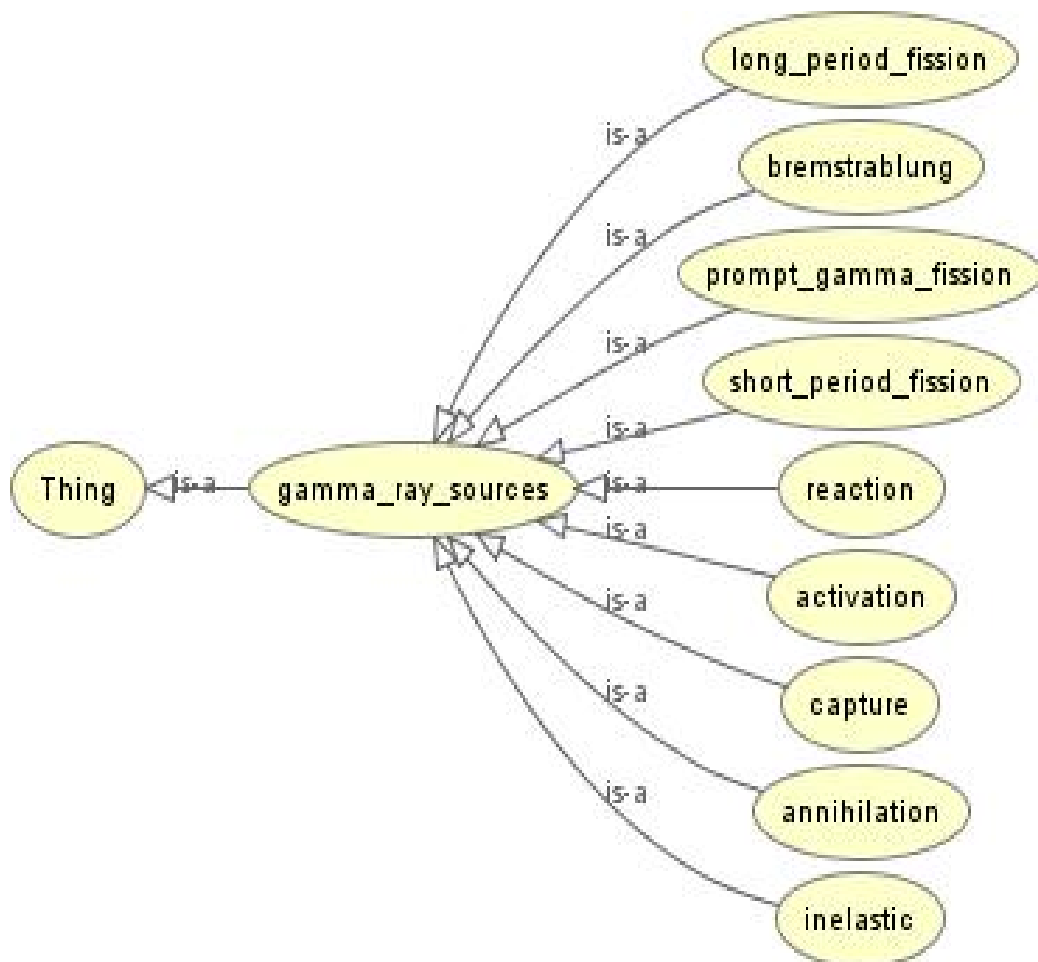 long_period_fission
is-a
bremstrablung
is-a
prompt_gamma_fission
is-a
short_period_fission
is-a
Thing
is-a
gamma_ray_sources
is-a
reaction
is-a
activation
is-a
capture
is-a
annihilation
is-a
inelastic